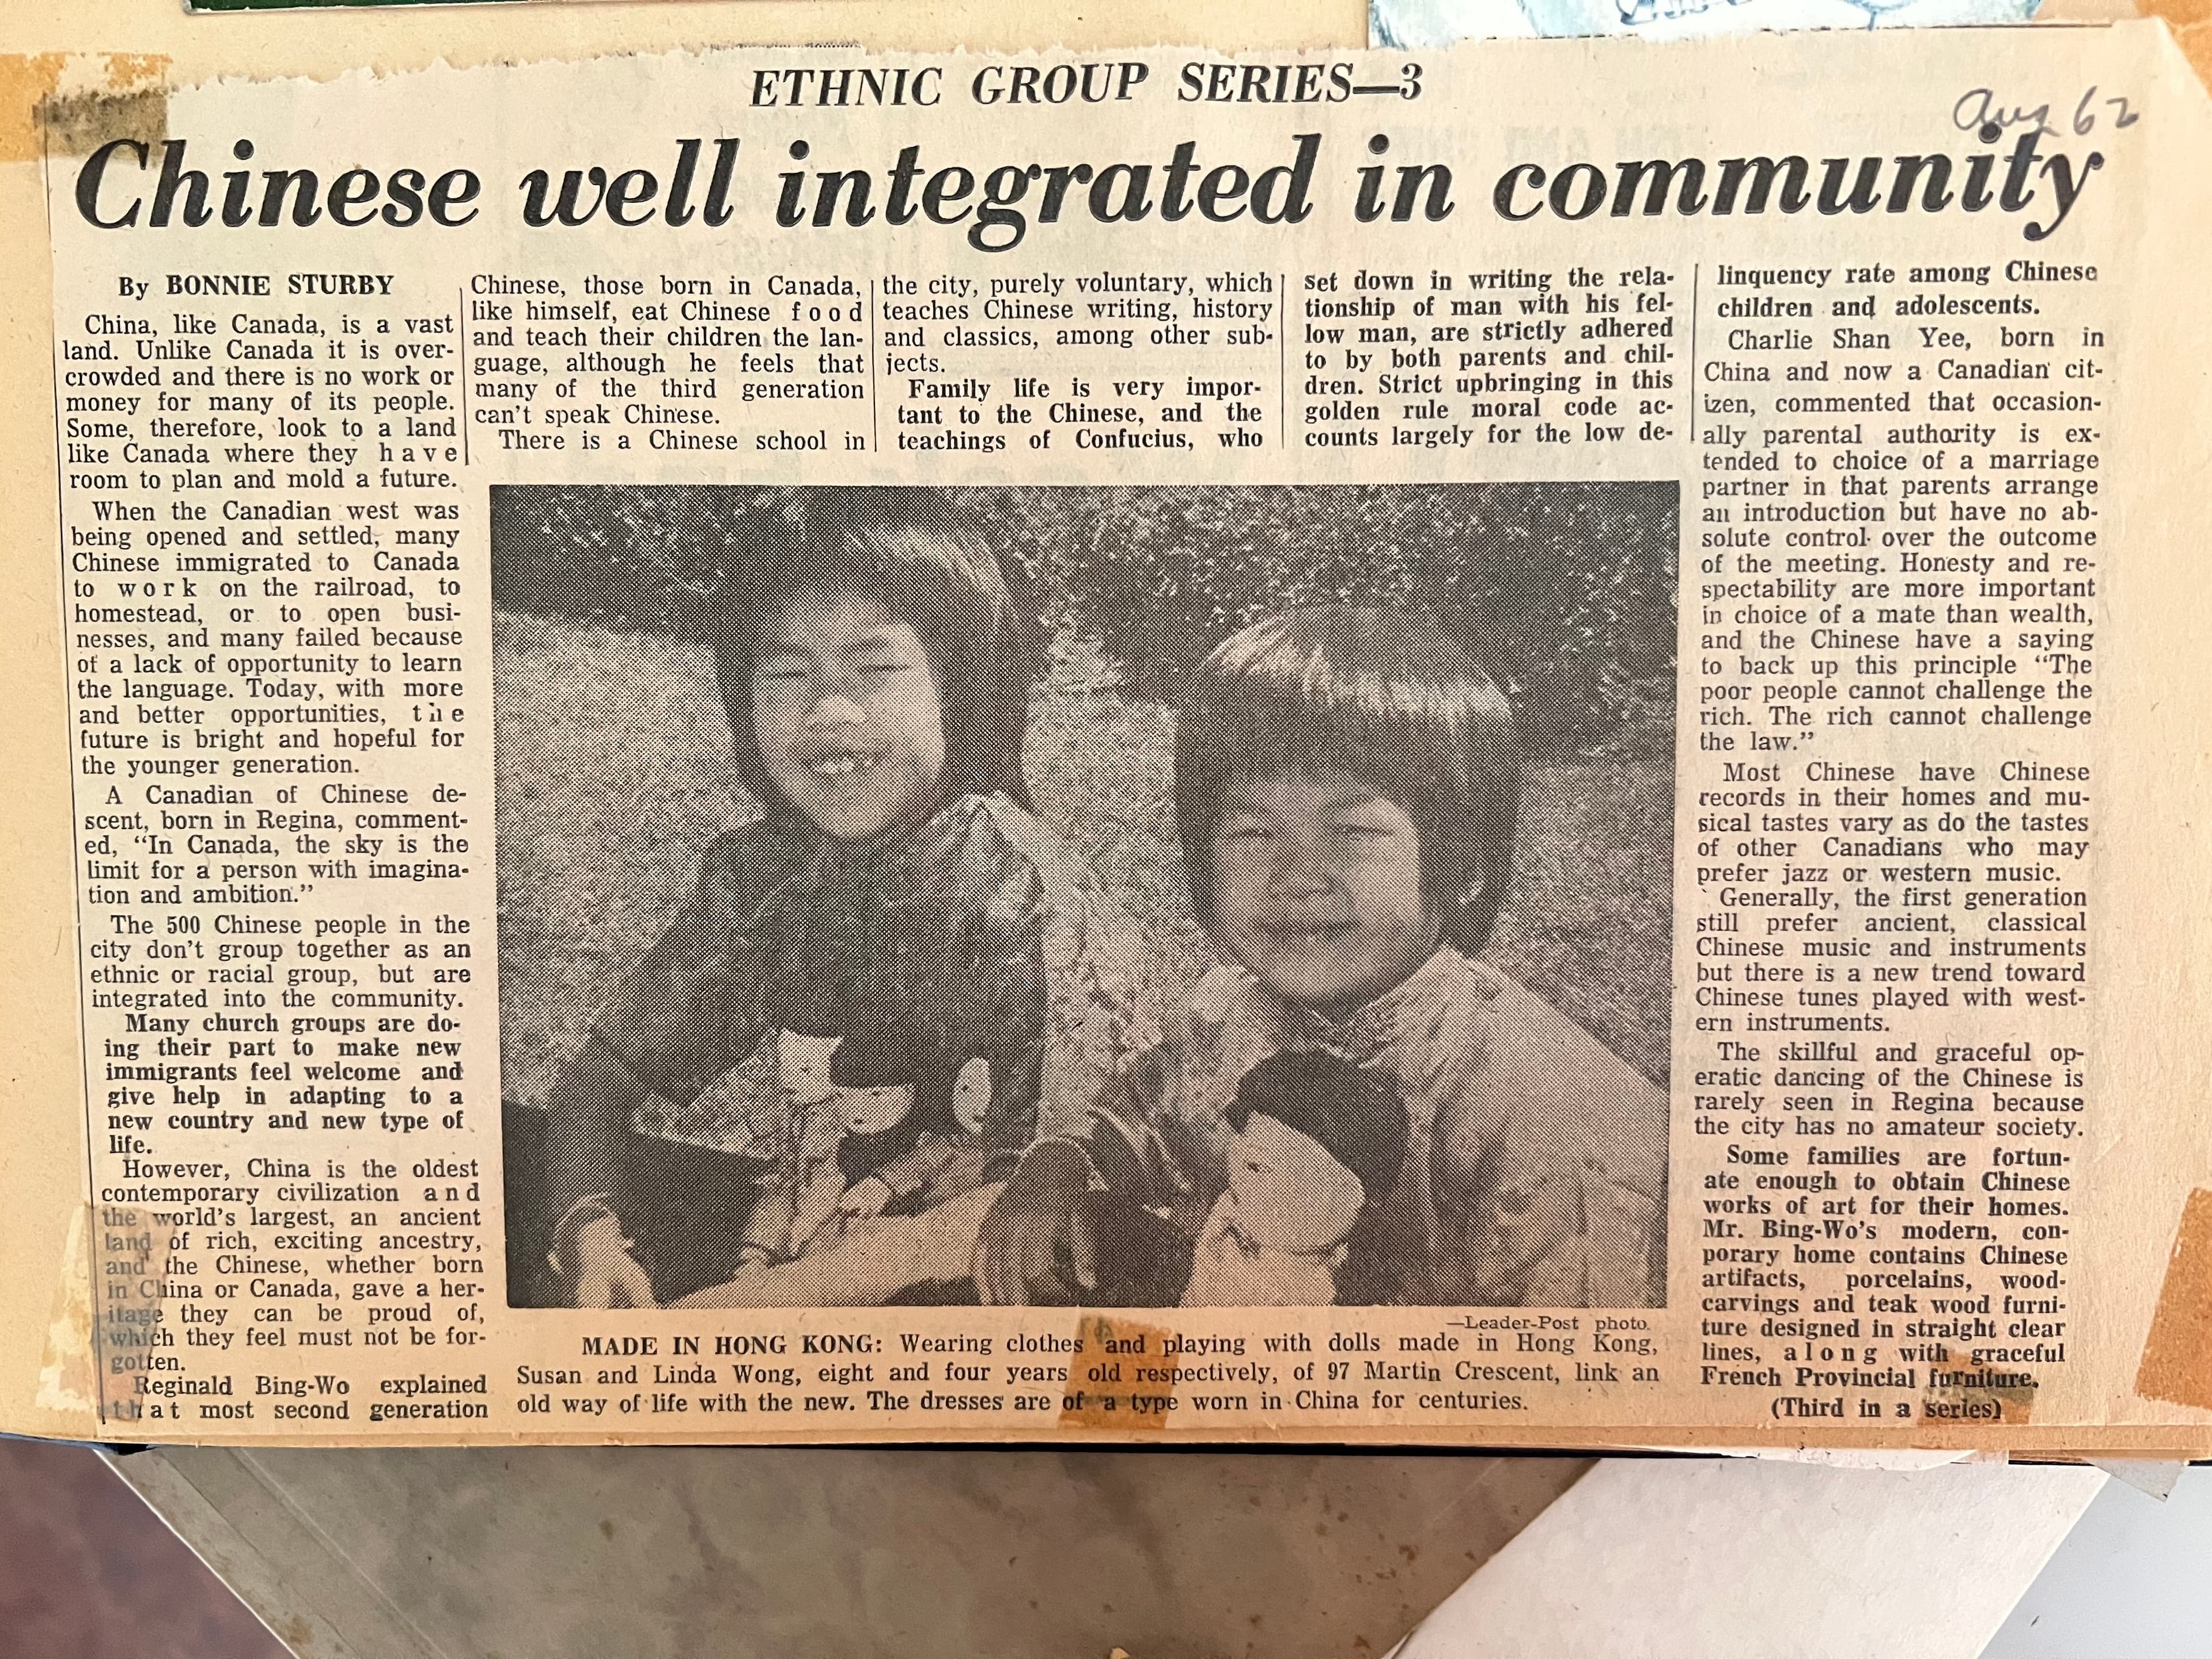 ETHNIC GROUP SERIES—3
Aug 62
Chinese well integrated in community
By BONNIE STURBY
China, like Canada, is a vast
land. Unlike Canada it is over-
crowded and there is no work or
money for many of its people.
Some, therefore, look to a land
like Canada where they have
room to plan and mold a future.
When the Canadian west was
being opened and settled, many
Chinese immigrated to Canada
to work on the railroad, to
homestead, or to open busi-
nesses, and many failed because
of a lack of opportunity to learn
the language. Today, with more
and better opportunities, the
future is bright and hopeful for
the younger generation.
A Canadian of Chinese de-
scent, born in Regina, comment-
ed, “In Canada, the sky is the
limit for a person with imagina-
tion and ambition.”
The 500 Chinese people in the
city don’t group together as an
ethnic or racial group, but are
integrated into the community.
Many church groups are do-
ing their part to make new
immigrants feel welcome and
give help in adapting to a
new country and new type of
life.
However, China is the oldest
contemporary civilization and
the world’s largest, an ancient
land of rich, exciting ancestry,
and the Chinese, whether born
in China or Canada, gave a her-
itage they can be proud of,
which they feel must not be for-
gotten.
Reginald Bing-Wo explained
that most second generation
Chinese, those born in Canada,
like himself, eat Chinese food
and teach their children the lan-
guage, although he feels that
many of the third generation
can’t speak Chinese.
There is a Chinese school in
the city, purely voluntary, which
teaches Chinese writing, history
and classics, among other sub-
jects.
Family life is very impor-
tant to the Chinese, and the
teachings of Confucius, who
set down in writing the rela-
tionship of man with his fel-
low man, are strictly adhered
to by both parents and chil-
dren. Strict upbringing in this
golden rule moral code ac-
counts largely for the low de-
linquency rate among Chinese
children and adolescents.
Charlie Shan Yee, born in
China and now a Canadian cit-
izen, commented that occasion-
ally parental authority is ex-
tended to choice of a marriage
partner in that parents arrange
an introduction but have no ab-
solute control over the outcome
of the meeting. Honesty and re-
spectability are more important
in choice of a mate than wealth,
and the Chinese have a saying
to back up this principle “The
poor people cannot challenge the
rich. The rich cannot challenge
the law.”
Most Chinese have Chinese
records in their homes and mu-
sical tastes vary as do the tastes
of other Canadians who may
prefer jazz or western music.
Generally, the first generation
still prefer ancient, classical
Chinese music and instruments
but there is a new trend toward
Chinese tunes played with west-
ern instruments.
The skillful and graceful op-
eratic dancing of the Chinese is
rarely seen in Regina because
the city has no amateur society.
Some families are fortun-
ate enough to obtain Chinese
works of art for their homes.
Mr. Bing-Wo’s modern, con-
porary home contains Chinese
artifacts, porcelains, wood-
carvings and teak wood furni-
ture designed in straight clear
lines, along with graceful
French Provincial furniture.
(Third in a series)
—Leader-Post photo.
MADE IN HONG KONG: Wearing clothes and playing with dolls made in Hong Kong,
Susan and Linda Wong, eight and four years old respectively, of 97 Martin Crescent, link an
old way of life with the new. The dresses are of a type worn in China for centuries.